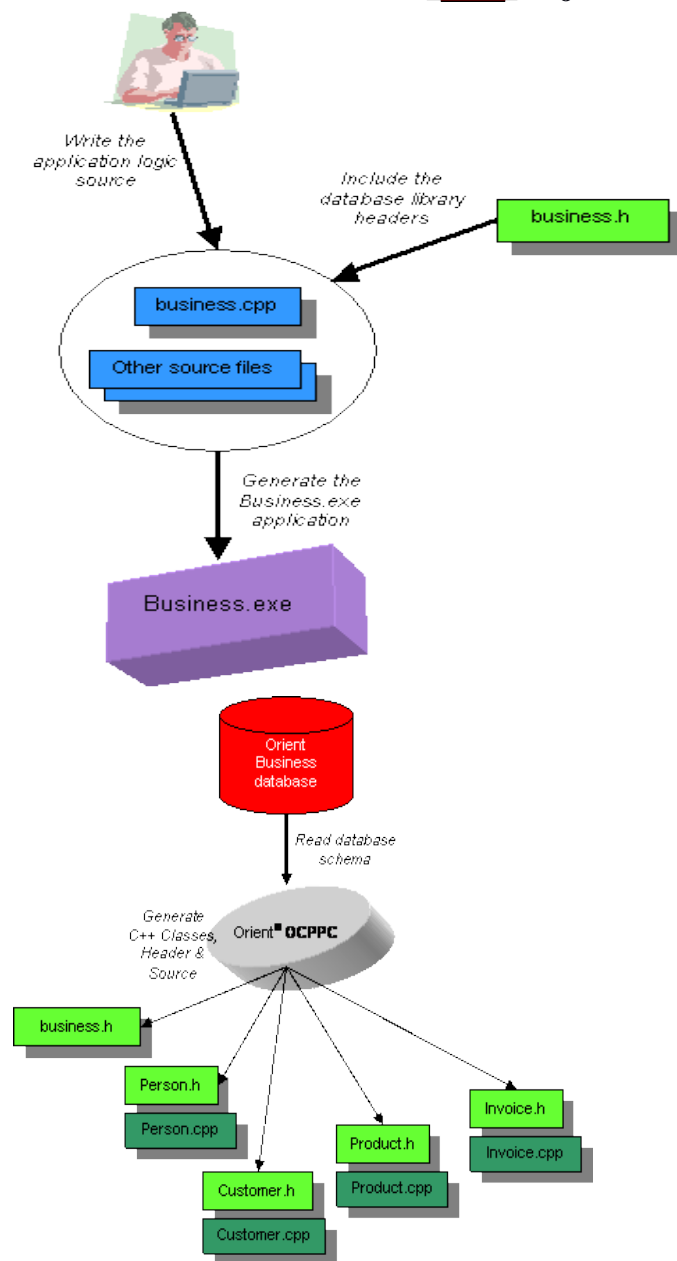 Write the
application logic
source
Include the
database library
headers
business.h
business.cpp
Other source files
Generate the
Business.exe
application
Business.exe
Orient
Business
database
Read database
schema
Generate
C++ Classes,
Header &
Source
Orient OCPPC
business.h
Person.h
Person.cpp
Customer.h
Customer.cpp
Product.h
Product.cpp
Invoice.h
Invoice.cpp